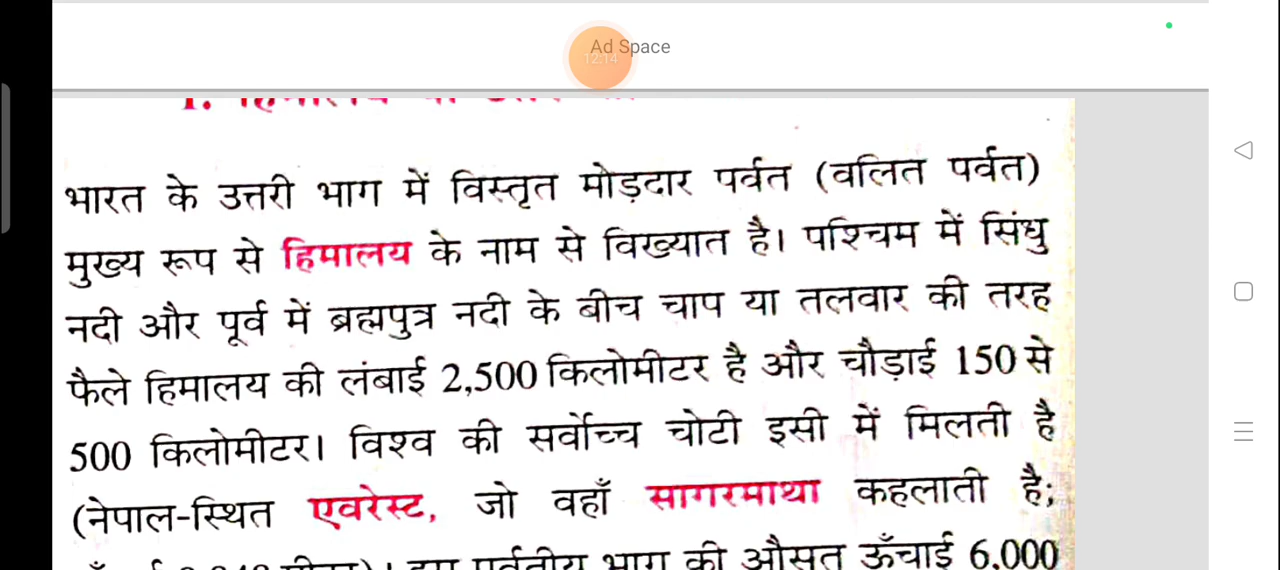 Ad Space
12:14
भारत के उत्तरी भाग में विस्तृत मोड़दार पर्वत (वलित पर्वत)
मुख्य रूप से हिमालय के नाम से विख्यात है। पश्चिम में सिंधु
नदी और पूर्व में ब्रह्मपुत्र नदी के बीच चाप या तलवार की तरह
फैले हिमालय की लंबाई 2,500 किलोमीटर है और चौड़ाई 150 से
500 किलोमीटर। विश्व की सर्वोच्च चोटी इसी में मिलती है
(नेपाल-स्थित एवरेस्ट, जो वहाँ सागरमाथा कहलाती है;
पर्वतीय भाग की औसत ऊँचाई 6,000